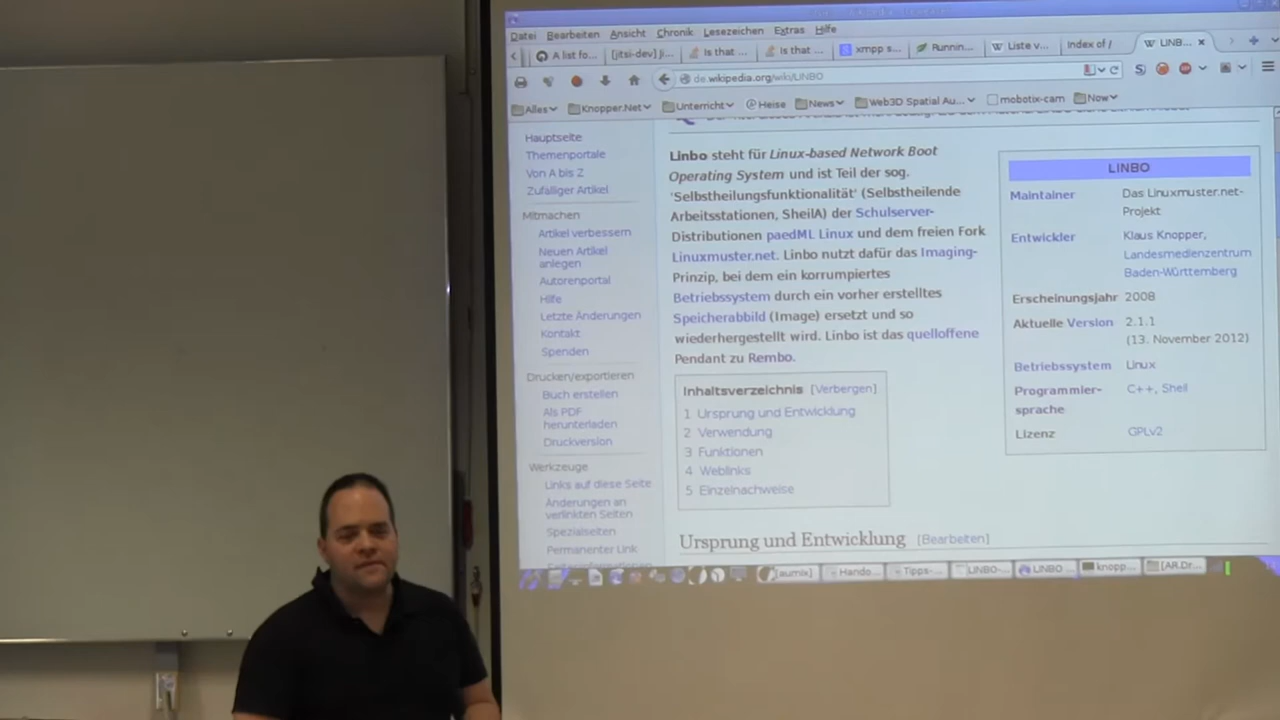 Datei Bearbeiten Ansicht Chronik Lesezeichen Extras Hilfe
A list fo... [jitsi-dev] Ji... Is that ... Is that ... xmpp s... Runnin... Liste v... Index of / LINB...
de.wikipedia.org/wiki/LINBO
Alles Knopper.Net Unterricht Heise News Web3D Spatial Au... mobotix-cam Now
Hauptseite
Themenportale
Von A bis Z
Zufälliger Artikel
Mitmachen
Artikel verbessern
Neuen Artikel
anlegen
Autorenportal
Hilfe
Letzte Änderungen
Kontakt
Spenden
Drucken/exportieren
Buch erstellen
Als PDF
herunterladen
Druckversion
Werkzeuge
Links auf diese Seite
Änderungen an
verlinkten Seiten
Spezialseiten
Permanenter Link
Linbo steht für Linux-based Network Boot
Operating System und ist Teil der sog.
'Selbstheilungsfunktionalität' (Selbstheilende
Arbeitsstationen, SheilA) der Schulserver-
Distributionen paedML Linux und dem freien Fork
Linuxmuster.net. Linbo nutzt dafür das Imaging-
Prinzip, bei dem ein korrumpiertes
Betriebssystem durch ein vorher erstelltes
Speicherabbild (Image) ersetzt und so
wiederhergestellt wird. Linbo ist das quelloffene
Pendant zu Rembo.
Inhaltsverzeichnis [Verbergen]
1 Ursprung und Entwicklung
2 Verwendung
3 Funktionen
4 Weblinks
5 Einzelnachweise
Ursprung und Entwicklung [Bearbeiten]
LINBO
Maintainer Das Linuxmuster.net-
Projekt
Entwickler Klaus Knopper,
Landesmedienzentrum
Baden-Württemberg
Erscheinungsjahr 2008
Aktuelle Version 2.1.1
(13. November 2012)
Betriebssystem Linux
Programmier- C++, Shell
sprache
Lizenz GPLv2
[aumix] Hando... Tipps-... LINBO-... LINBO ... knopp... [AR.Dr...